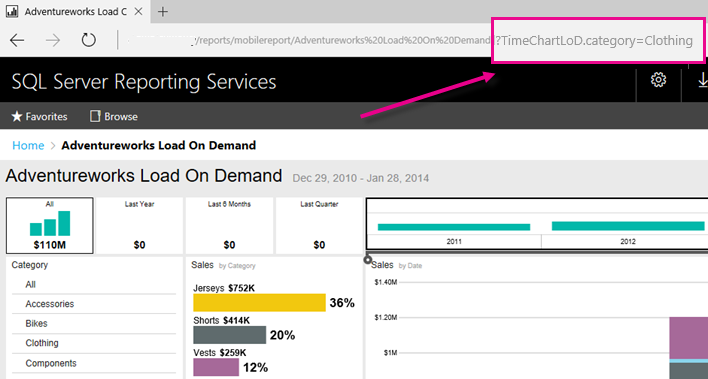 Adventureworks Load C
/reports/mobilereport/Adventureworks%20Load%20On%20Demand ?TimeChartLoD.category=Clothing
SQL Server Reporting Services
Favorites Browse
Home > Adventureworks Load On Demand
Adventureworks Load On Demand Dec 29, 2010 - Jan 28, 2014
All Last Year Last 6 Months Last Quarter
$110M $0 $0 $0
2011 2012
Category
All
Accessories
Bikes
Clothing
Components
Sales by Category
Jerseys $752K
36%
Shorts $414K
20%
Vests $259K
12%
Sales by Date
$1.40M
$1.20M
$1M